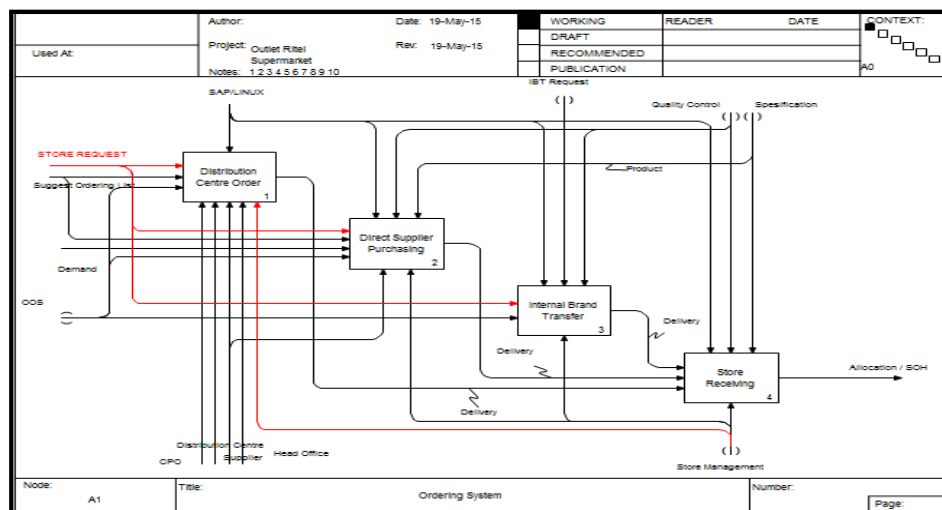 Used At:
Author:
Date: 19-May-15
Project: Outlet Ritel
Supermarket
Rev: 19-May-15
Notes: 1 2 3 4 5 6 7 8 9 10
WORKING
DRAFT
RECOMMENDED
PUBLICATION
READER
DATE
CONTEXT:
A0
SAP/LINUX
IBT Request
( )
Quality Control
( )
Spesification
( )
STORE REQUEST
Suggest Ordering List
Distribution
Centre Order
1
Product
Direct Supplier
Purchasing
2
Demand
OOS
Internal Brand
Transfer
3
Delivery
Delivery
Delivery
Store
Receiving
4
Allocation / SOH
Distribution Centre
Supplier
Head Office
CPO
( )
Store Management
Node:
A1
Title:
Ordering System
Number:
Page: